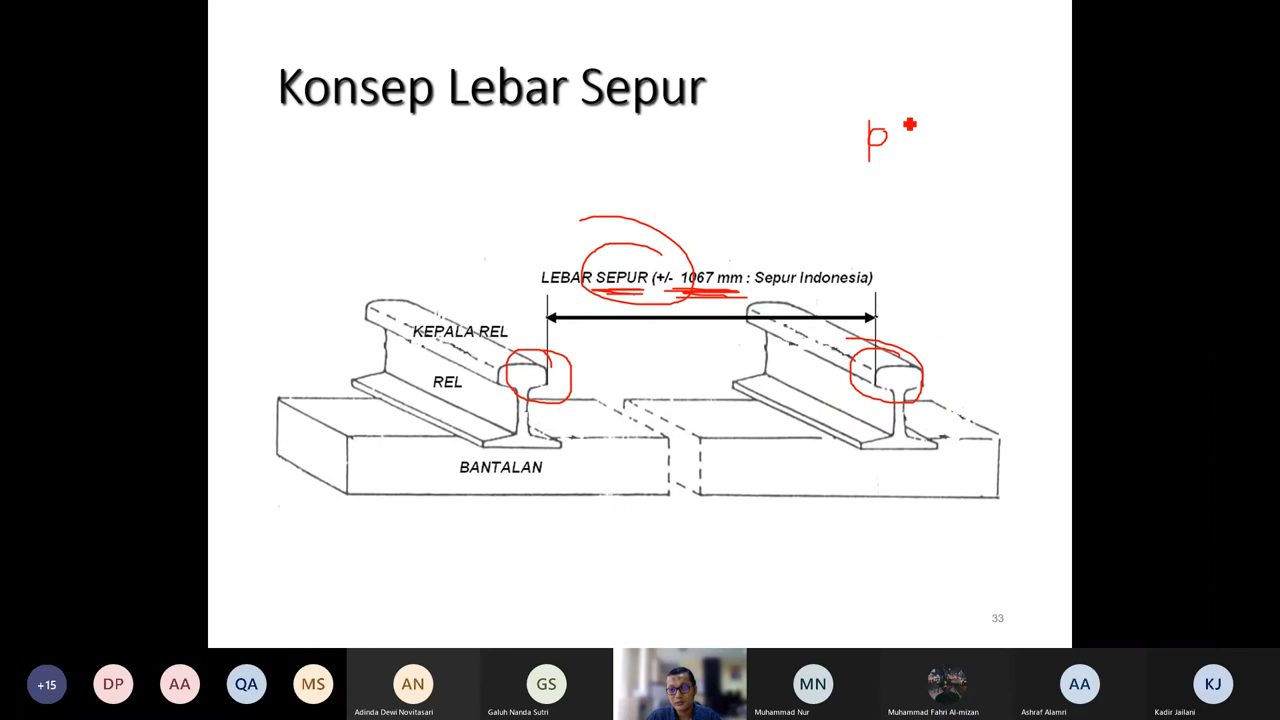 Konsep Lebar Sepur
p
LEBAR SEPUR (+/- 1067 mm : Sepur Indonesia)
KEPALA REL
REL
BANTALAN
33
+15
DP
AA
QA
MS
AN
GS
MN
AA
KJ
Adinda Dewi Novitasari
Galuh Nanda Sutri
Muhammad Nur
Muhammad Fahri Al-mizan
Ashraf Alamri
Kadir Jailani